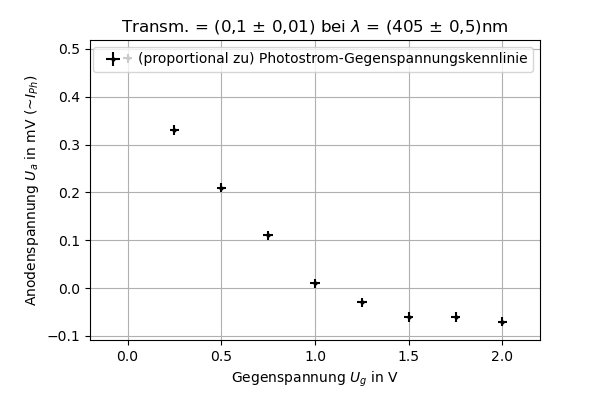 Transm. = (0,1 ± 0,01) bei λ = (405 ± 0,5)nm
(proportional zu) Photostrom-Gegenspannungskennlinie
Anodenspannung U_a in mV (~I_Ph)
0.5
0.4
0.3
0.2
0.1
0.0
−0.1
0.0 0.5 1.0 1.5 2.0
Gegenspannung U_g in V